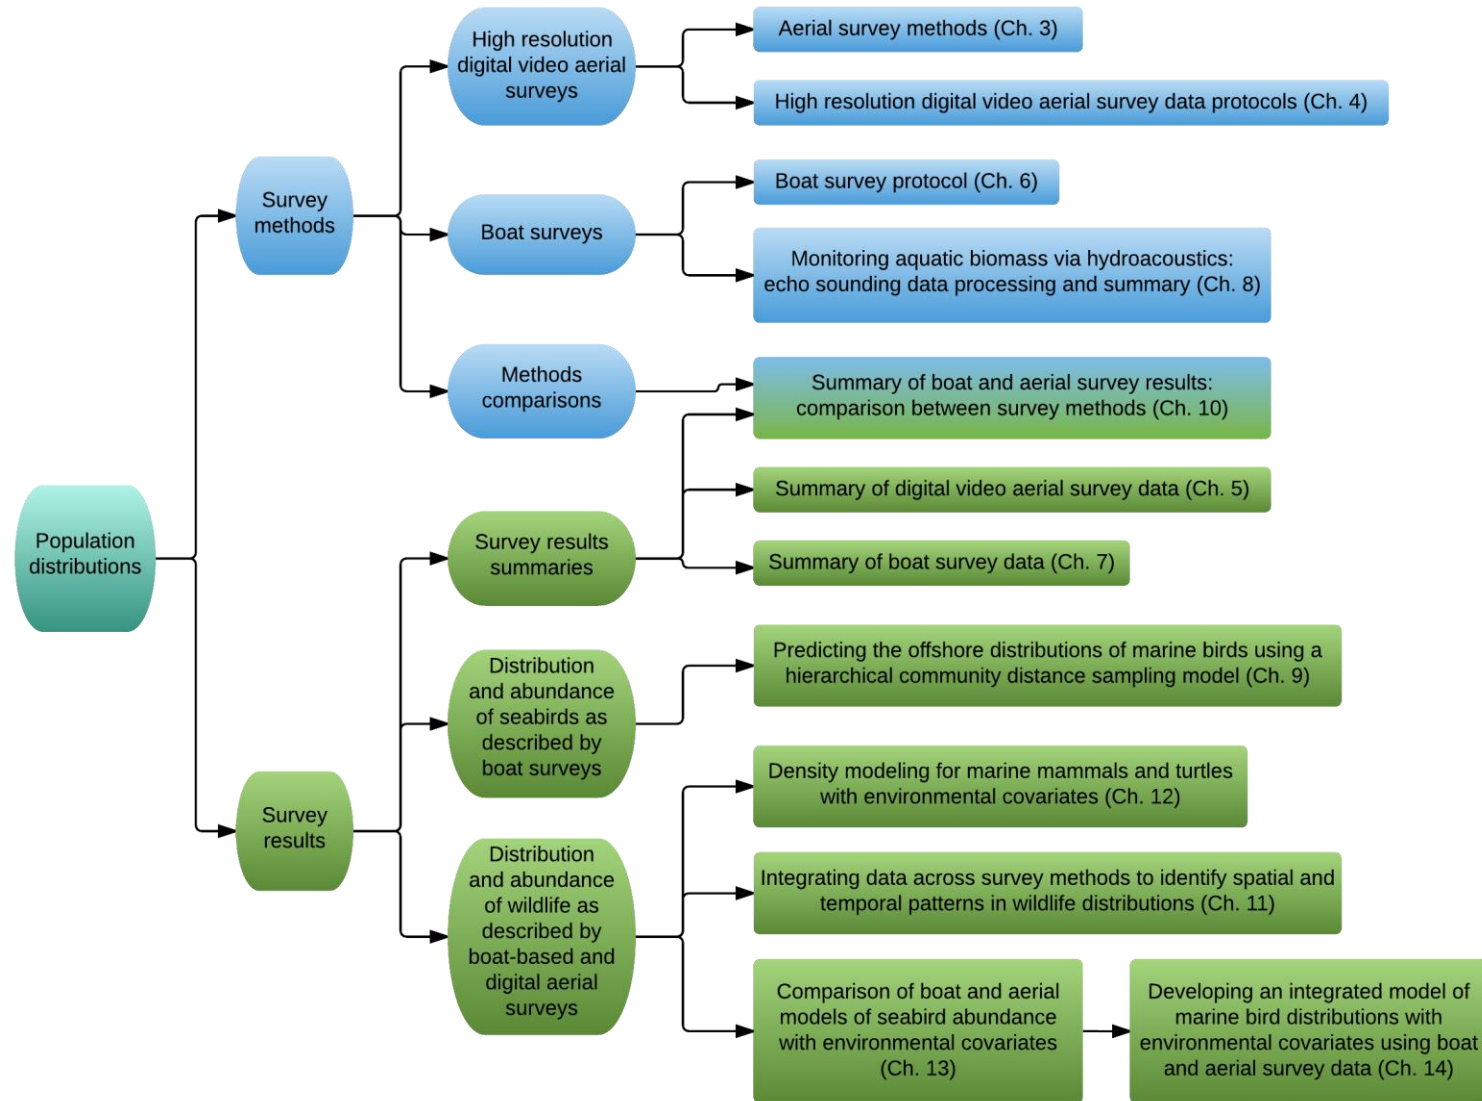 Population
distributions
Survey
methods
High resolution
digital video aerial
surveys
Aerial survey methods (Ch. 3)
High resolution digital video aerial survey data protocols (Ch. 4)
Boat surveys
Boat survey protocol (Ch. 6)
Monitoring aquatic biomass via hydroacoustics:
echo sounding data processing and summary (Ch. 8)
Methods
comparisons
Summary of boat and aerial survey results:
comparison between survey methods (Ch. 10)
Survey
results
Survey results
summaries
Summary of digital video aerial survey data (Ch. 5)
Summary of boat survey data (Ch. 7)
Distribution
and abundance
of seabirds as
described by
boat surveys
Predicting the offshore distributions of marine birds using a
hierarchical community distance sampling model (Ch. 9)
Distribution
and abundance
of wildlife as
described by
boat-based and
digital aerial
surveys
Density modeling for marine mammals and turtles
with environmental covariates (Ch. 12)
Integrating data across survey methods to identify spatial and
temporal patterns in wildlife distributions (Ch. 11)
Comparison of boat and aerial
models of seabird abundance
with environmental covariates
(Ch. 13)
Developing an integrated model of
marine bird distributions with
environmental covariates using boat
and aerial survey data (Ch. 14)